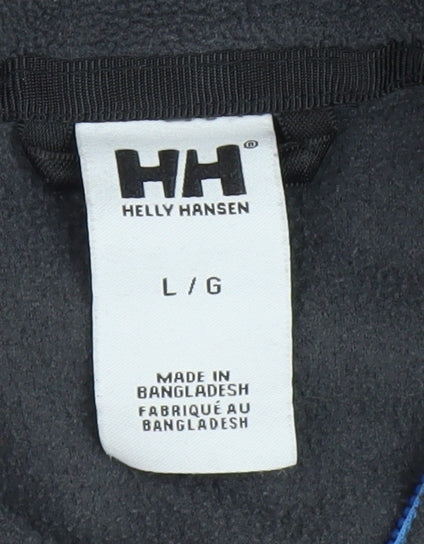 HH®
HELLY HANSEN
L / G
MADE IN
BANGLADESH
FABRIQUÉ AU
BANGLADESH